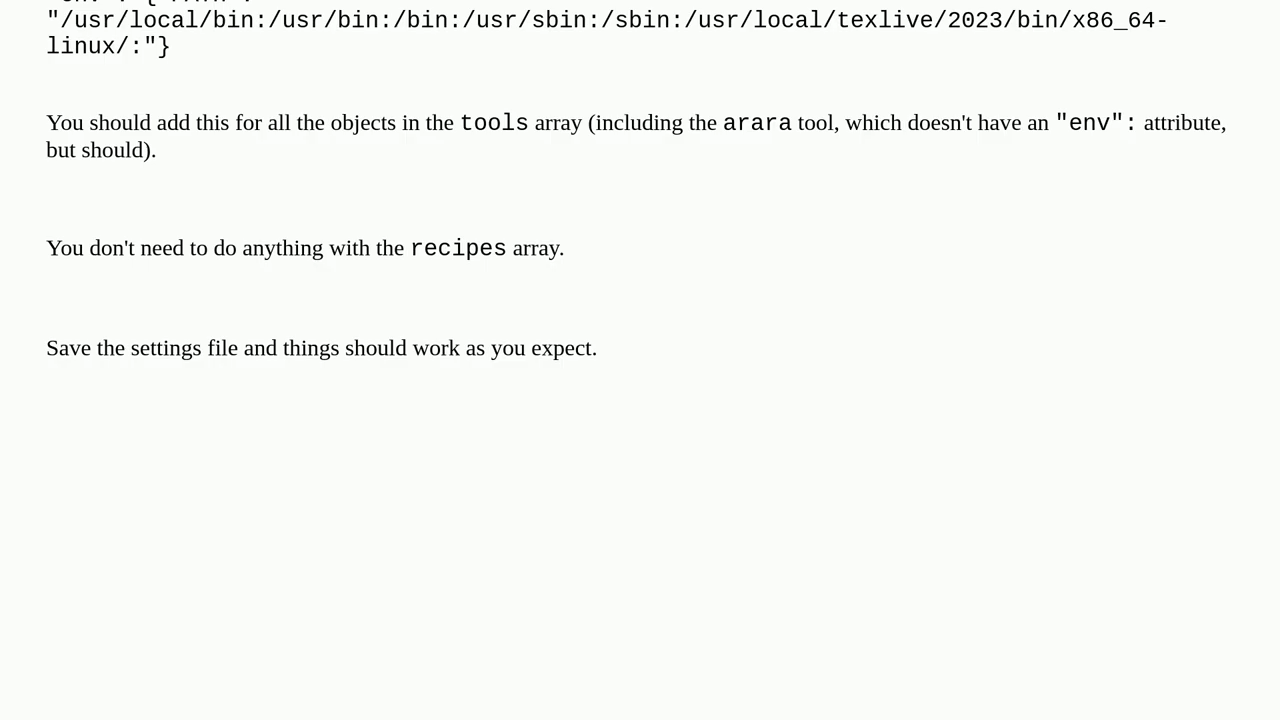 "/usr/local/bin:/usr/bin:/bin:/usr/sbin:/sbin:/usr/local/texlive/2023/bin/x86_64-
linux/:"}
You should add this for all the objects in the tools array (including the arara tool, which doesn't have an "env": attribute,
but should).
You don't need to do anything with the recipes array.
Save the settings file and things should work as you expect.